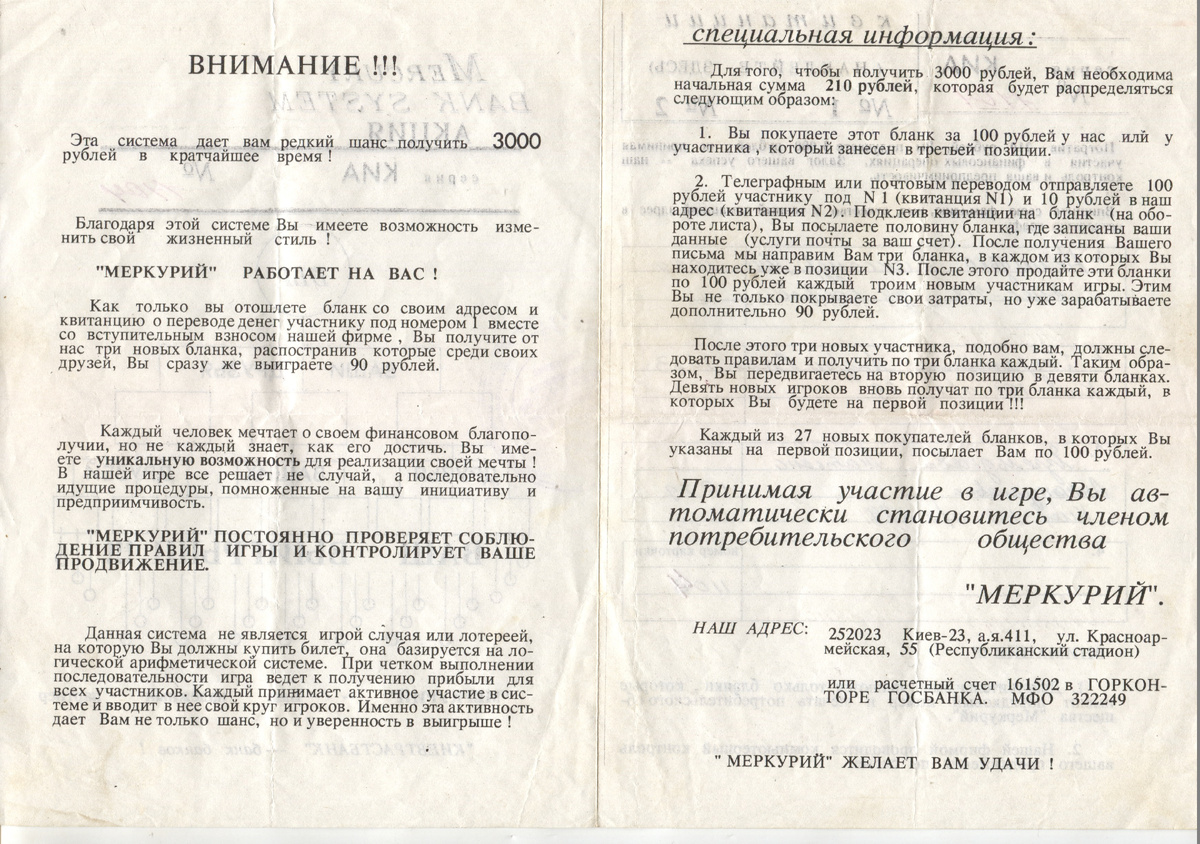 ВНИМАНИЕ !!!
Эта система дает вам редкий шанс получить 3000
рублей в кратчайшее время !
Благодаря этой системе Вы имеете возможность изме-
нить свой жизненный стиль !
"МЕРКУРИЙ" РАБОТАЕТ НА ВАС !
Как только вы отошлете бланк со своим адресом и
квитанцию о переводе денег участнику под номером 1 вместе
со вступительным взносом нашей фирме , Вы получите от
нас три новых бланка, распостранив которые среди своих
друзей, Вы сразу же выиграете 90 рублей.
Каждый человек мечтает о своем финансовом благопо-
лучии, но не каждый знает, как его достичь. Вы име-
ете уникальную возможность для реализации своей мечты !
В нашей игре все решает не случай, а последовательно
идущие процедуры, помноженные на вашу инициативу и
предприимчивость.
"МЕРКУРИЙ" ПОСТОЯННО ПРОВЕРЯЕТ СОБЛЮ-
ДЕНИЕ ПРАВИЛ ИГРЫ И КОНТРОЛИРУЕТ ВАШЕ
ПРОДВИЖЕНИЕ.
Данная система не является игрой случая или лотереей,
на которую Вы должны купить билет, она базируется на ло-
гической арифметической системе. При четком выполнении
последовательности игра ведет к получению прибыли для
всех участников. Каждый принимает активное участие в сис-
теме и вводит в нее свой круг игроков. Именно эта активность
дает Вам не только шанс, но и уверенность в выигрыше !
специальная информация :
Для того, чтобы получить 3000 рублей, Вам необходима
начальная сумма 210 рублей, которая будет распределяться
следующим образом:
1. Вы покупаете этот бланк за 100 рублей у нас или у
участника , который занесен в третьей позиции.
2. Телеграфным или почтовым переводом отправляете 100
рублей участнику под N 1 (квитанция N1) и 10 рублей в наш
адрес (квитанция N2). Подклеив квитанции на бланк (на обо-
роте листа), Вы посылаете половину бланка, где записаны ваши
данные (услуги почты за ваш счет). После получения Вашего
письма мы направим Вам три бланка, в каждом из которых Вы
находитесь уже в позиции N3. После этого продайте эти бланки
по 100 рублей каждый троим новым участникам игры. Этим
Вы не только покрываете свои затраты, но уже зарабатываете
дополнительно 90 рублей.
После этого три новых участника, подобно вам, должны сле-
довать правилам и получить по три бланка каждый. Таким обра-
зом, Вы передвигаетесь на вторую позицию в девяти бланках.
Девять новых игроков вновь получат по три бланка каждый, в
которых Вы будете на первой позиции !!!
Каждый из 27 новых покупателей бланков, в которых Вы
указаны на первой позиции, посылает Вам по 100 рублей.
Принимая участие в игре, Вы ав-
томатически становитесь членом
потребительского общества
"МЕРКУРИЙ".
НАШ АДРЕС: 252023 Киев-23, а.я.411, ул. Красноар-
мейская, 55 (Республиканский стадион)
или расчетный счет 161502 в ГОРКОН-
ТОРЕ ГОСБАНКА. МФО 322249
" МЕРКУРИЙ" ЖЕЛАЕТ ВАМ УДАЧИ !